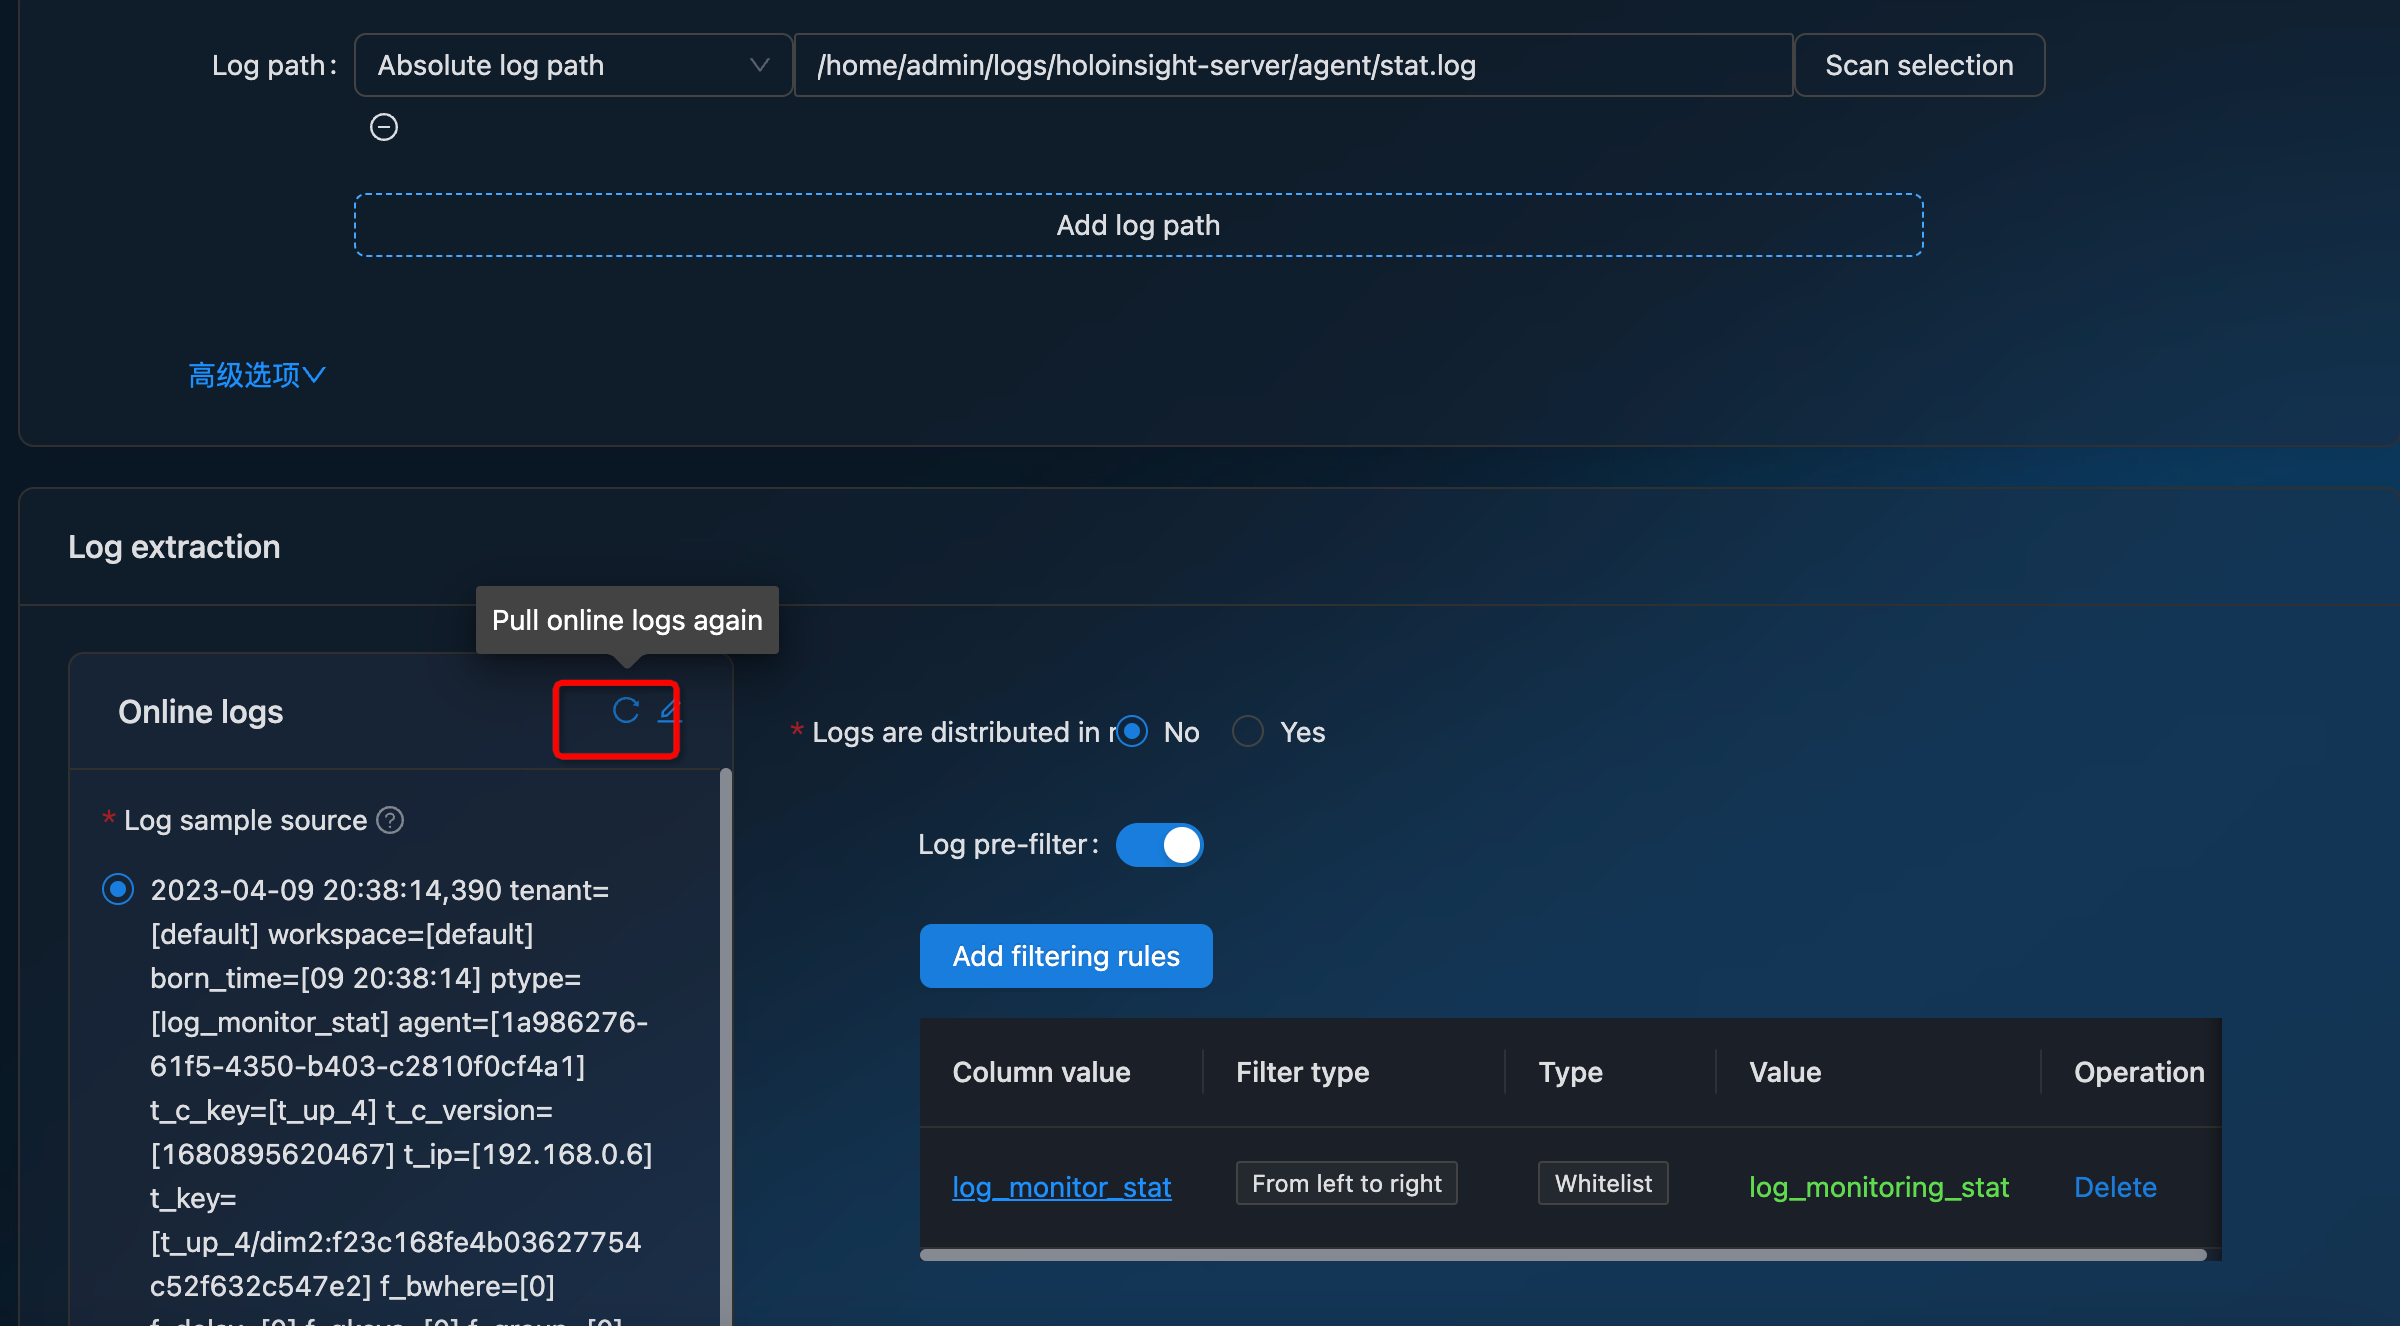 Log path: Absolute log path /home/admin/logs/holoinsight-server/agent/stat.log Scan selection
Add log path
高级选项
Log extraction
Pull online logs again
Online logs
* Log sample source ?
2023-04-09 20:38:14,390 tenant=
[default] workspace=[default]
born_time=[09 20:38:14] ptype=
[log_monitor_stat] agent=[1a986276-
61f5-4350-b403-c2810f0cf4a1]
t_c_key=[t_up_4] t_c_version=
[1680895620467] t_ip=[192.168.0.6]
t_key=
[t_up_4/dim2:f23c168fe4b03627754
c52f632c547e2] f_bwhere=[0]
* Logs are distributed in No Yes
Log pre-filter:
Add filtering rules
Column value Filter type Type Value Operation
log_monitor_stat From left to right Whitelist log_monitoring_stat Delete